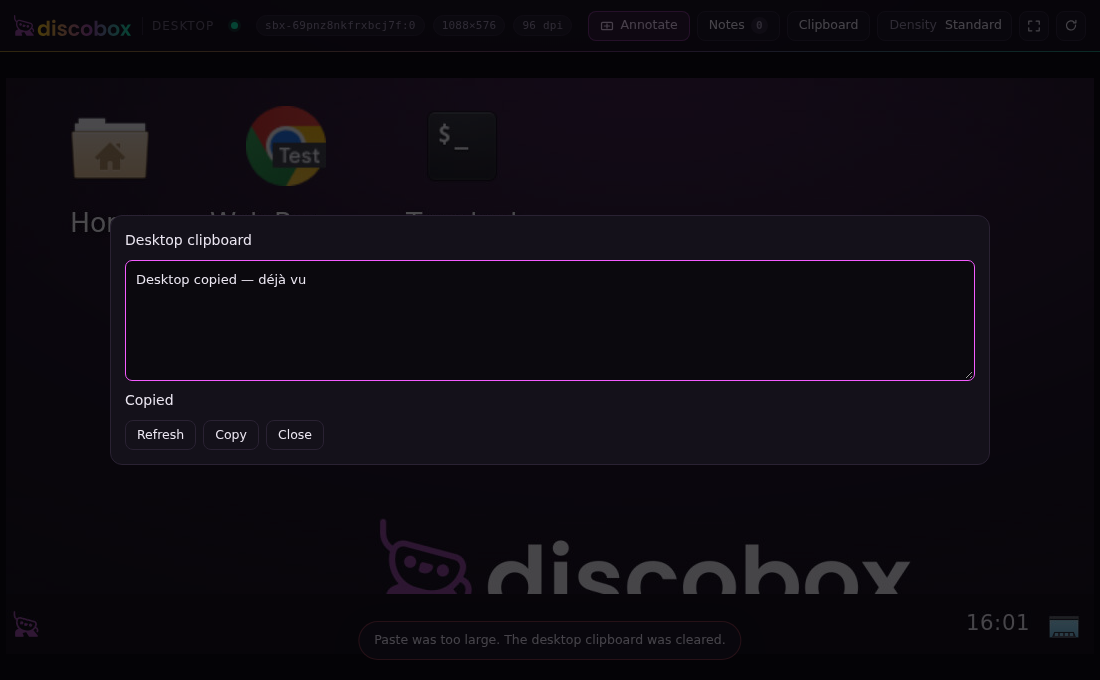 discobox DESKTOP sbx-69pnz8nkfrxbcj7f:0 1088×576 96 dpi Annotate Notes 0 Clipboard Density Standard
Test
$_
Desktop clipboard
Desktop copied — déjà vu
Copied
Refresh Copy Close
discobox
16:01
Paste was too large. The desktop clipboard was cleared.